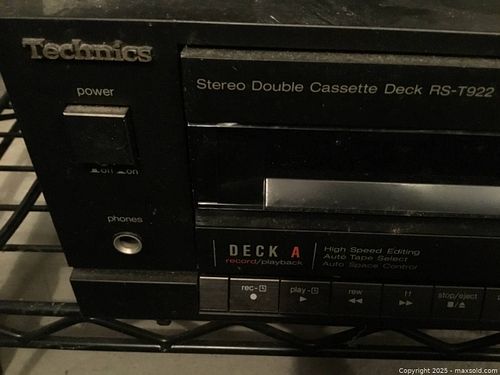 Technics
Stereo Double Cassette Deck RS-T922
power
off on
phones
DECK A
record/playback
High Speed Editing
Auto Tape Select
Auto Space Control
rec- play- rew ff stop/eject
Copyright 2025 - maxsold.com